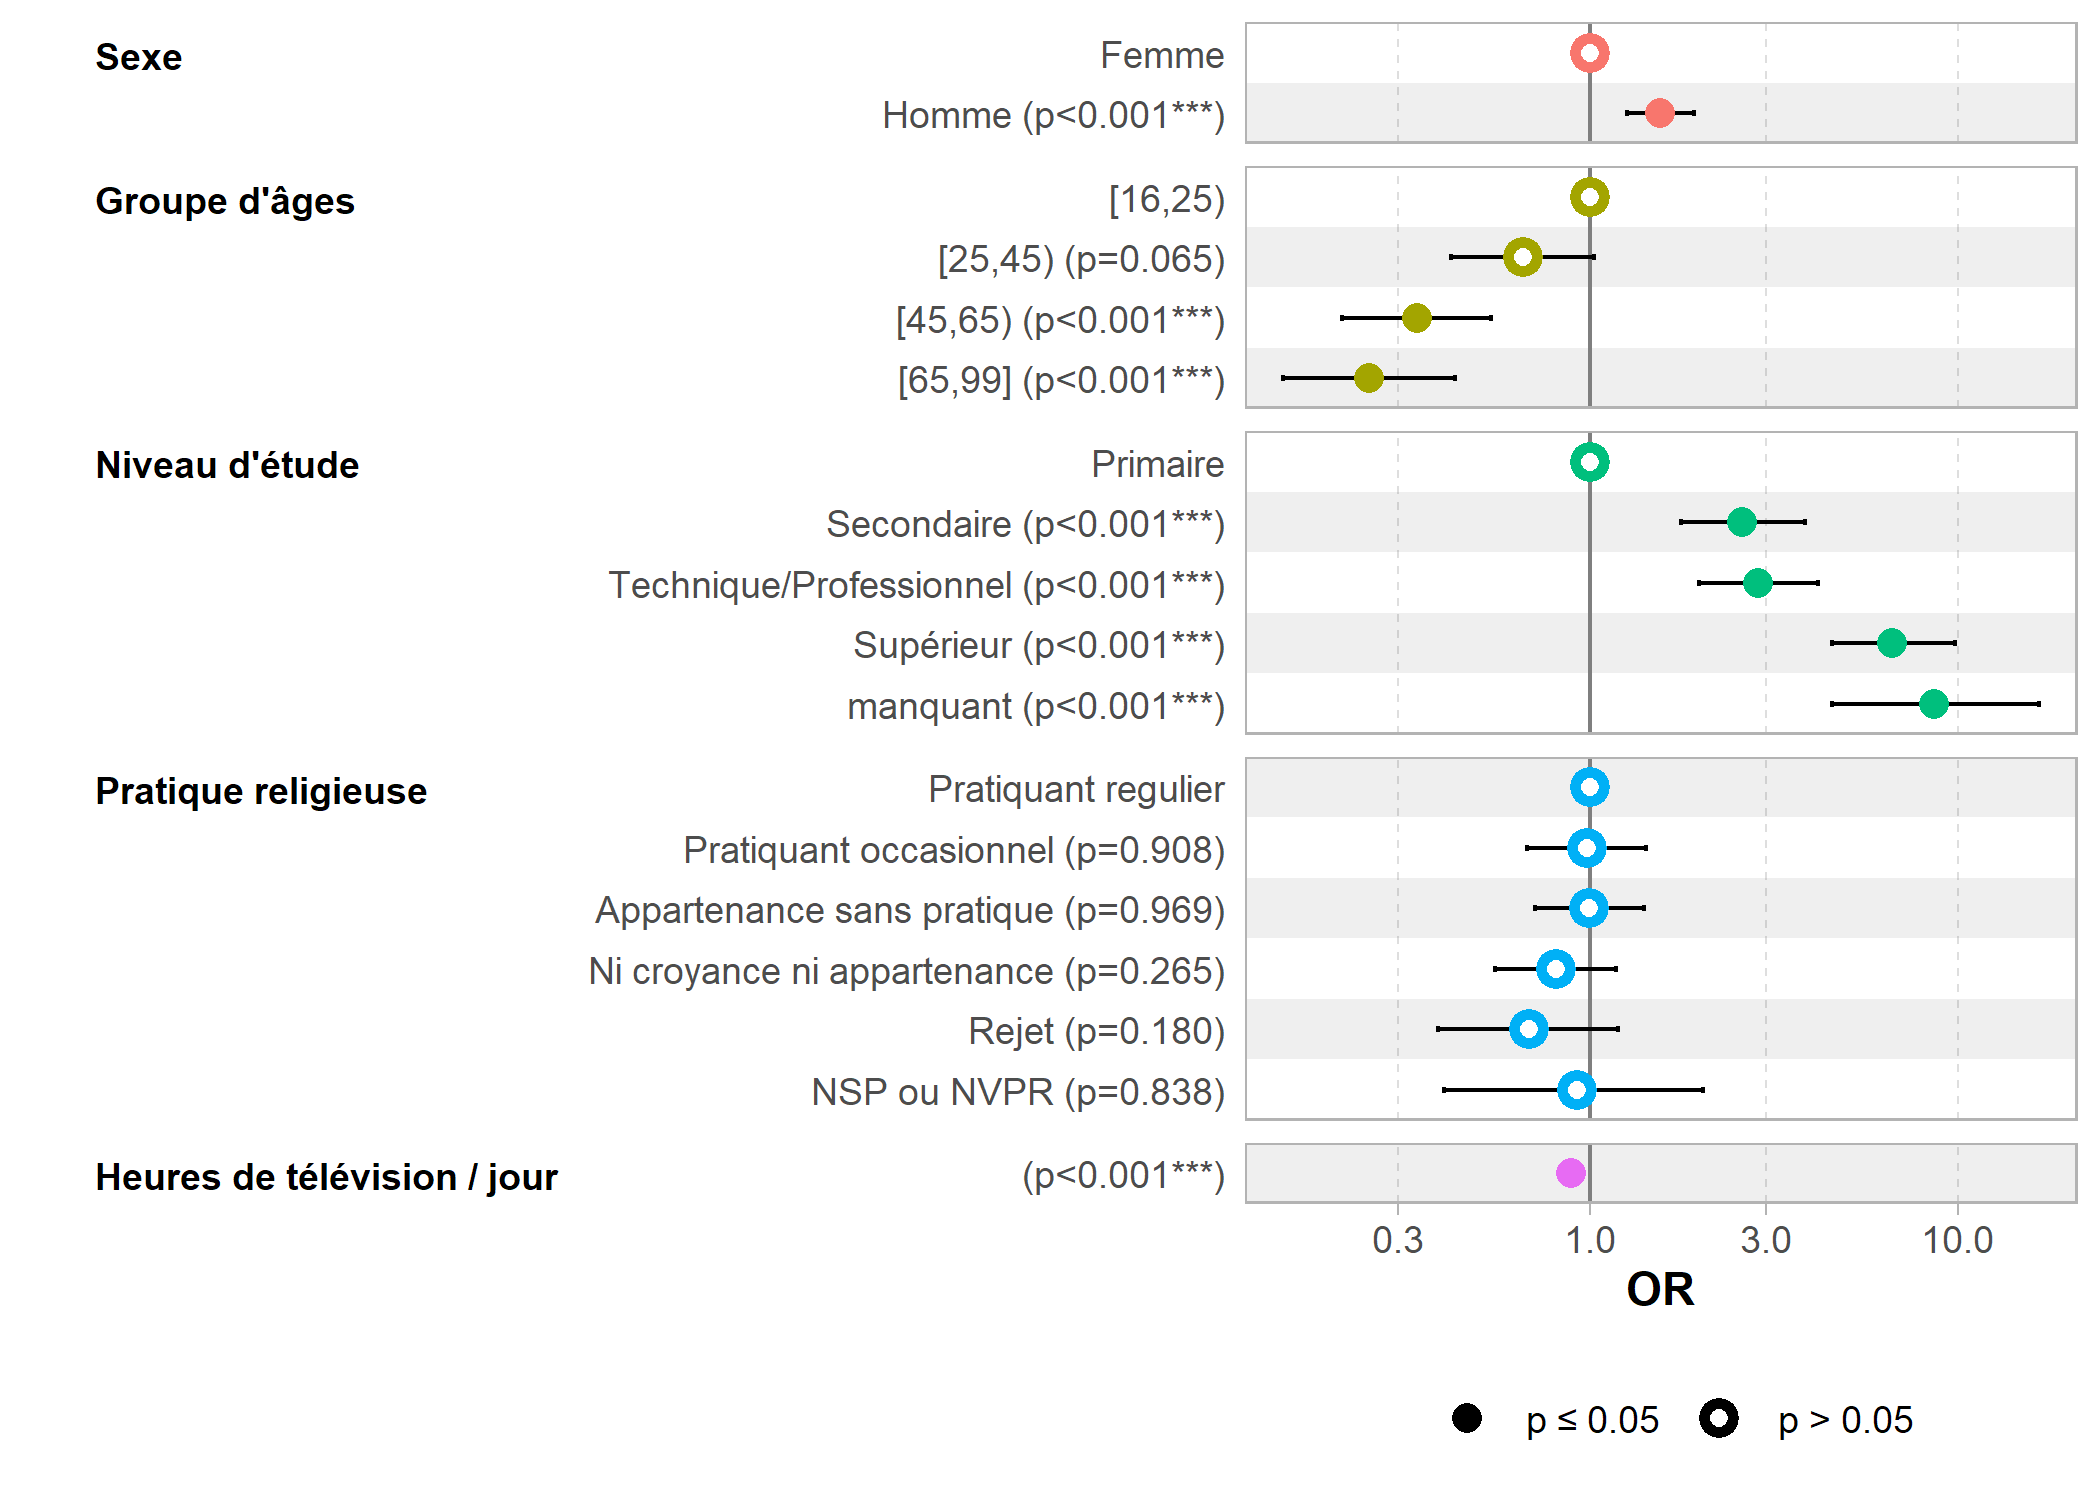 Sexe
Femme
Homme (p<0.001***)
Groupe d'âges
[16,25)
[25,45) (p=0.065)
[45,65) (p<0.001***)
[65,99] (p<0.001***)
Niveau d'étude
Primaire
Secondaire (p<0.001***)
Technique/Professionnel (p<0.001***)
Supérieur (p<0.001***)
manquant (p<0.001***)
Pratique religieuse
Pratiquant regulier
Pratiquant occasionnel (p=0.908)
Appartenance sans pratique (p=0.969)
Ni croyance ni appartenance (p=0.265)
Rejet (p=0.180)
NSP ou NVPR (p=0.838)
Heures de télévision / jour
(p<0.001***)
0.3 1.0 3.0 10.0
OR
p ≤ 0.05 p > 0.05